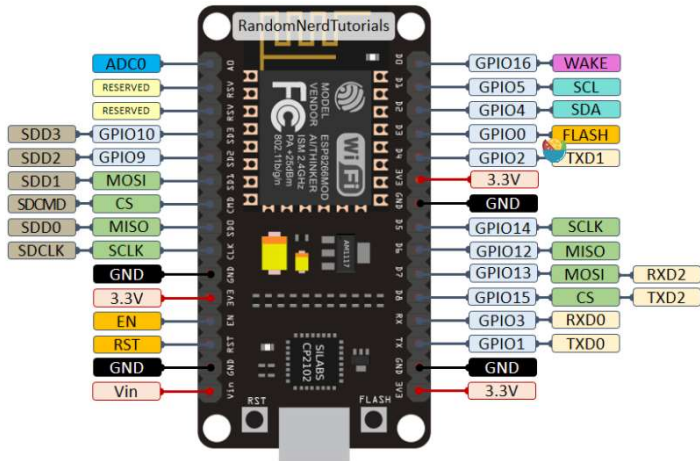 RandomNerdTutorials
ADC0 A0 D0 GPIO16 WAKE
RESERVED RSV D1 GPIO5 SCL
RESERVED RSV D2 GPIO4 SDA
SDD3 GPIO10 SD3 D3 GPIO0 FLASH
SDD2 GPIO9 SD2 D4 GPIO2 TXD1
SDD1 MOSI SD1 3V3 3.3V
SDCMD CS CMD GND GND
SDD0 MISO SD0 D5 GPIO14 SCLK
SDCLK SCLK CLK D6 GPIO12 MISO
GND GND D7 GPIO13 MOSI RXD2
3.3V 3V3 D8 GPIO15 CS TXD2
EN EN RX GPIO3 RXD0
RST RST TX GPIO1 TXD0
GND GND GND GND
Vin Vin 3V3 3.3V
MODEL ESP8266MOD
VENDOR AI/THINKER
ISM 2.4GHz
PA +25dBm
802.11b/g/n
FC
Wi Fi
AM1117
SILABS
CP2102
RST
FLASH